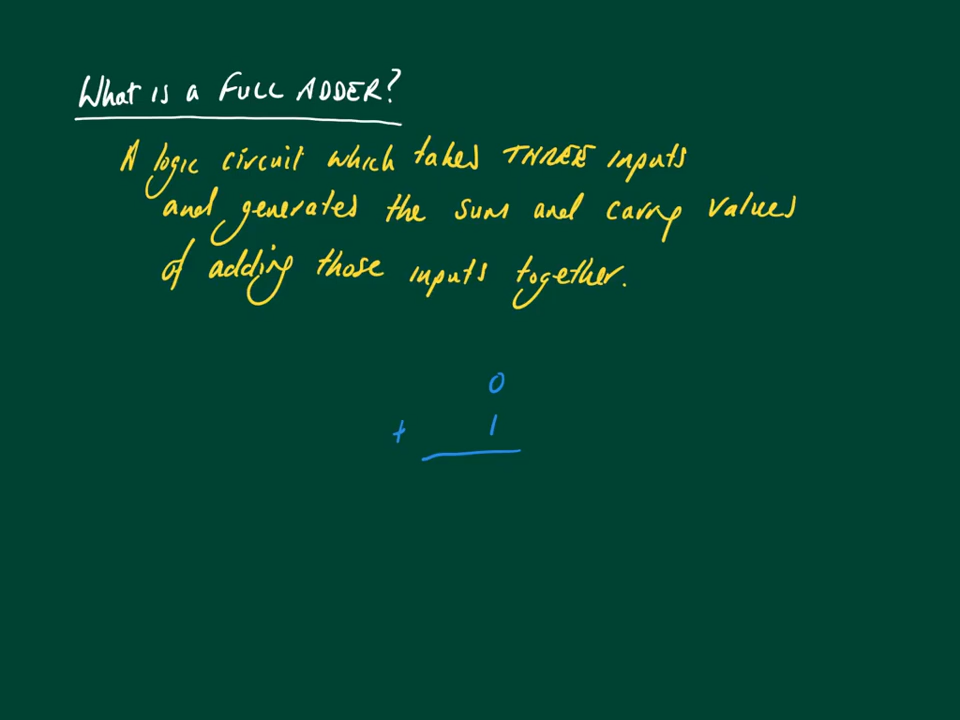 What is a FULL ADDER?
A logic circuit which takes THREE inputs
and generates the sum and carry values
of adding those inputs together.
0
+ 1